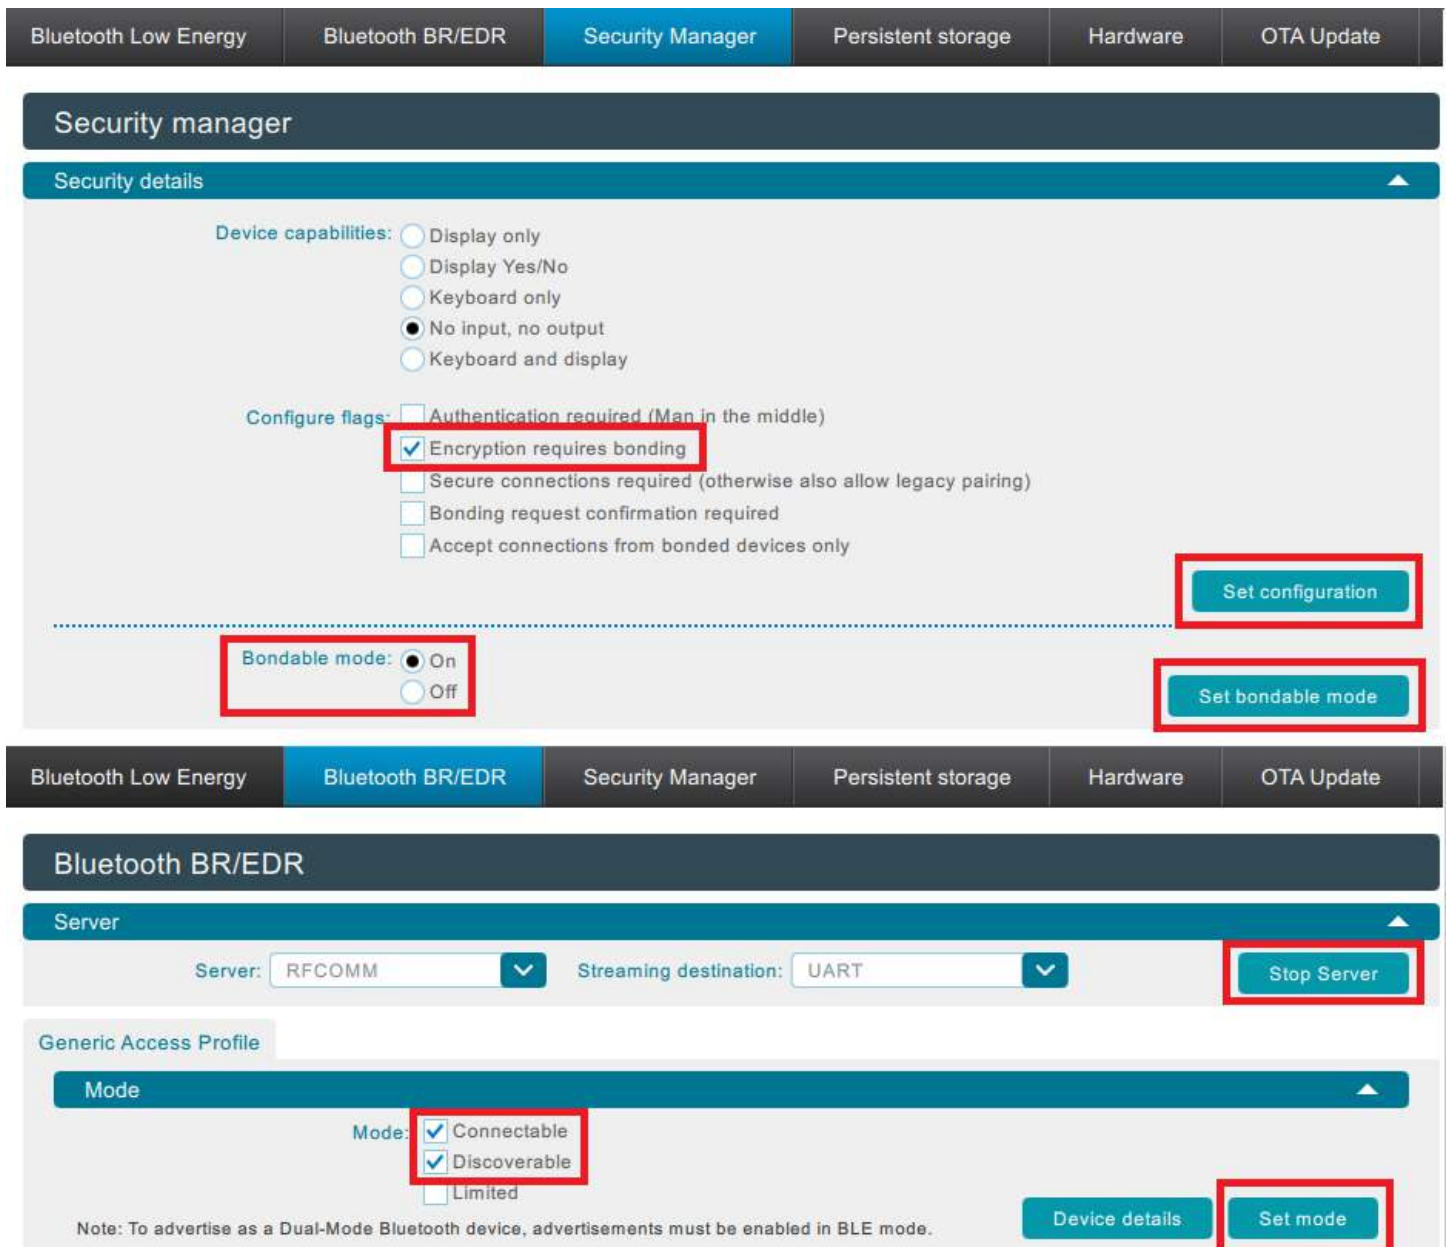 Bluetooth Low Energy Bluetooth BR/EDR Security Manager Persistent storage Hardware OTA Update
Security manager
Security details
Device capabilities: Display only
Display Yes/No
Keyboard only
No input, no output
Keyboard and display
Configure flags: Authentication required (Man in the middle)
Encryption requires bonding
Secure connections required (otherwise also allow legacy pairing)
Bonding request confirmation required
Accept connections from bonded devices only
Set configuration
Bondable mode: On
Off
Set bondable mode
Bluetooth Low Energy Bluetooth BR/EDR Security Manager Persistent storage Hardware OTA Update
Bluetooth BR/EDR
Server
Server: RFCOMM Streaming destination: UART Stop Server
Generic Access Profile
Mode
Mode: Connectable
Discoverable
Limited
Device details Set mode
Note: To advertise as a Dual-Mode Bluetooth device, advertisements must be enabled in BLE mode.